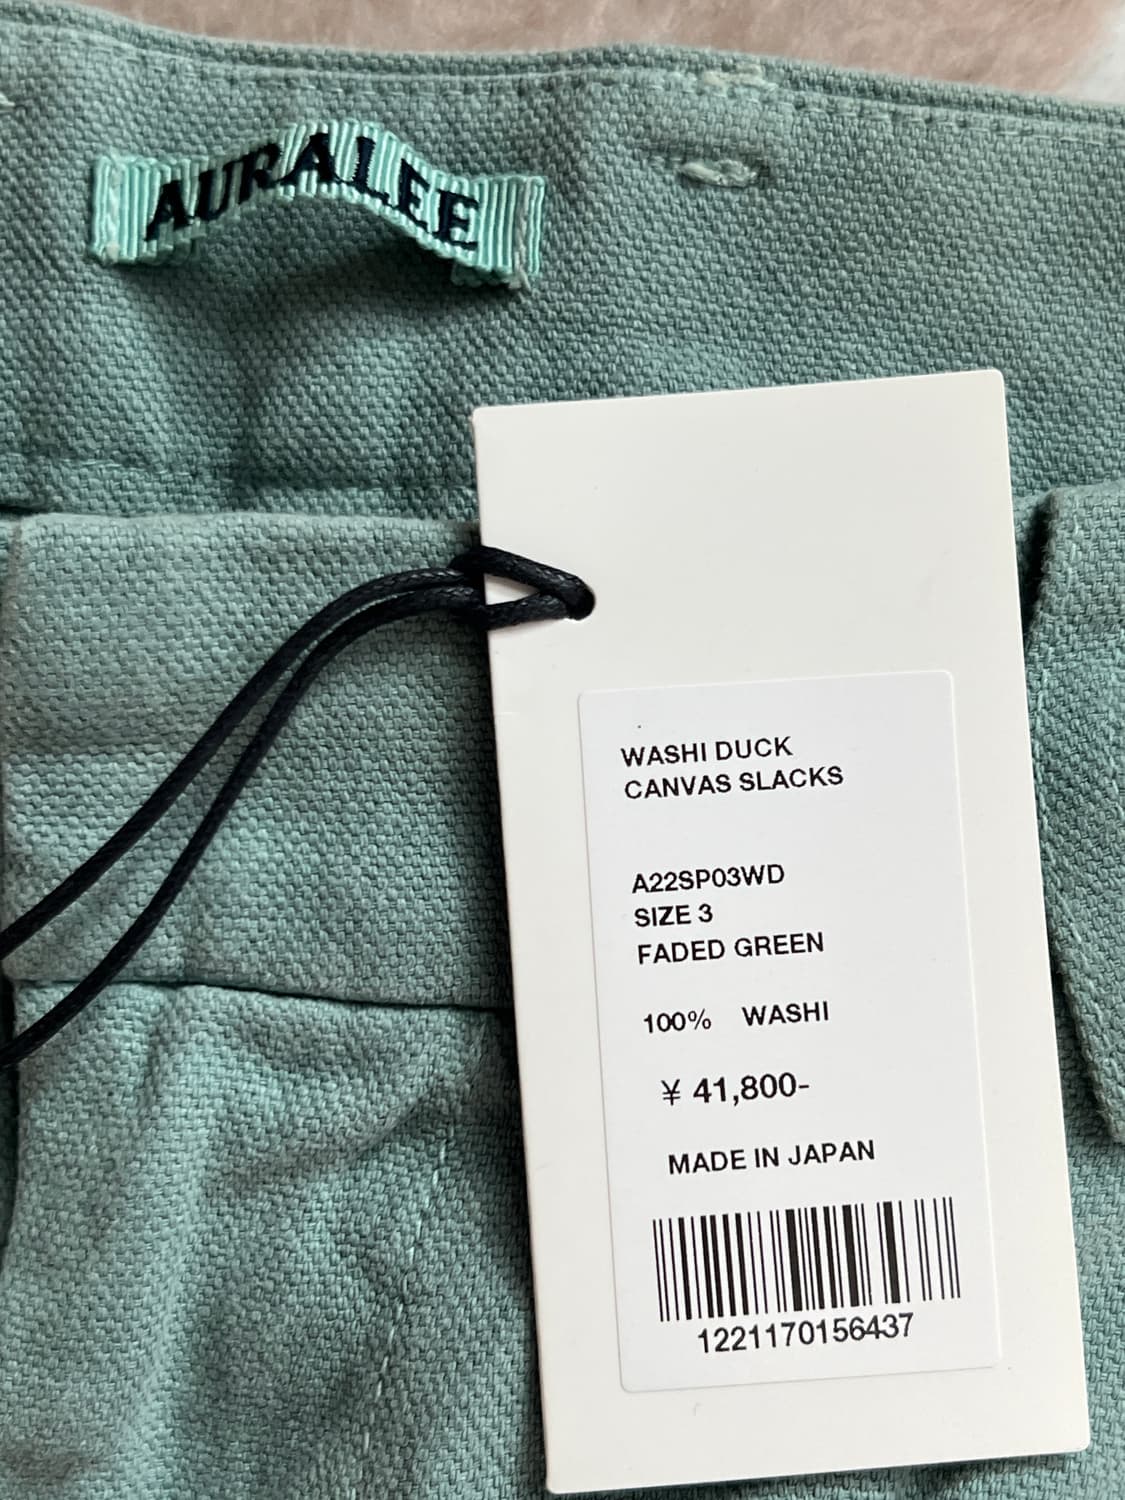 AURALEE
WASHI DUCK
CANVAS SLACKS
A22SP03WD
SIZE 3
FADED GREEN
100% WASHI
¥ 41,800-
MADE IN JAPAN
1221170156437